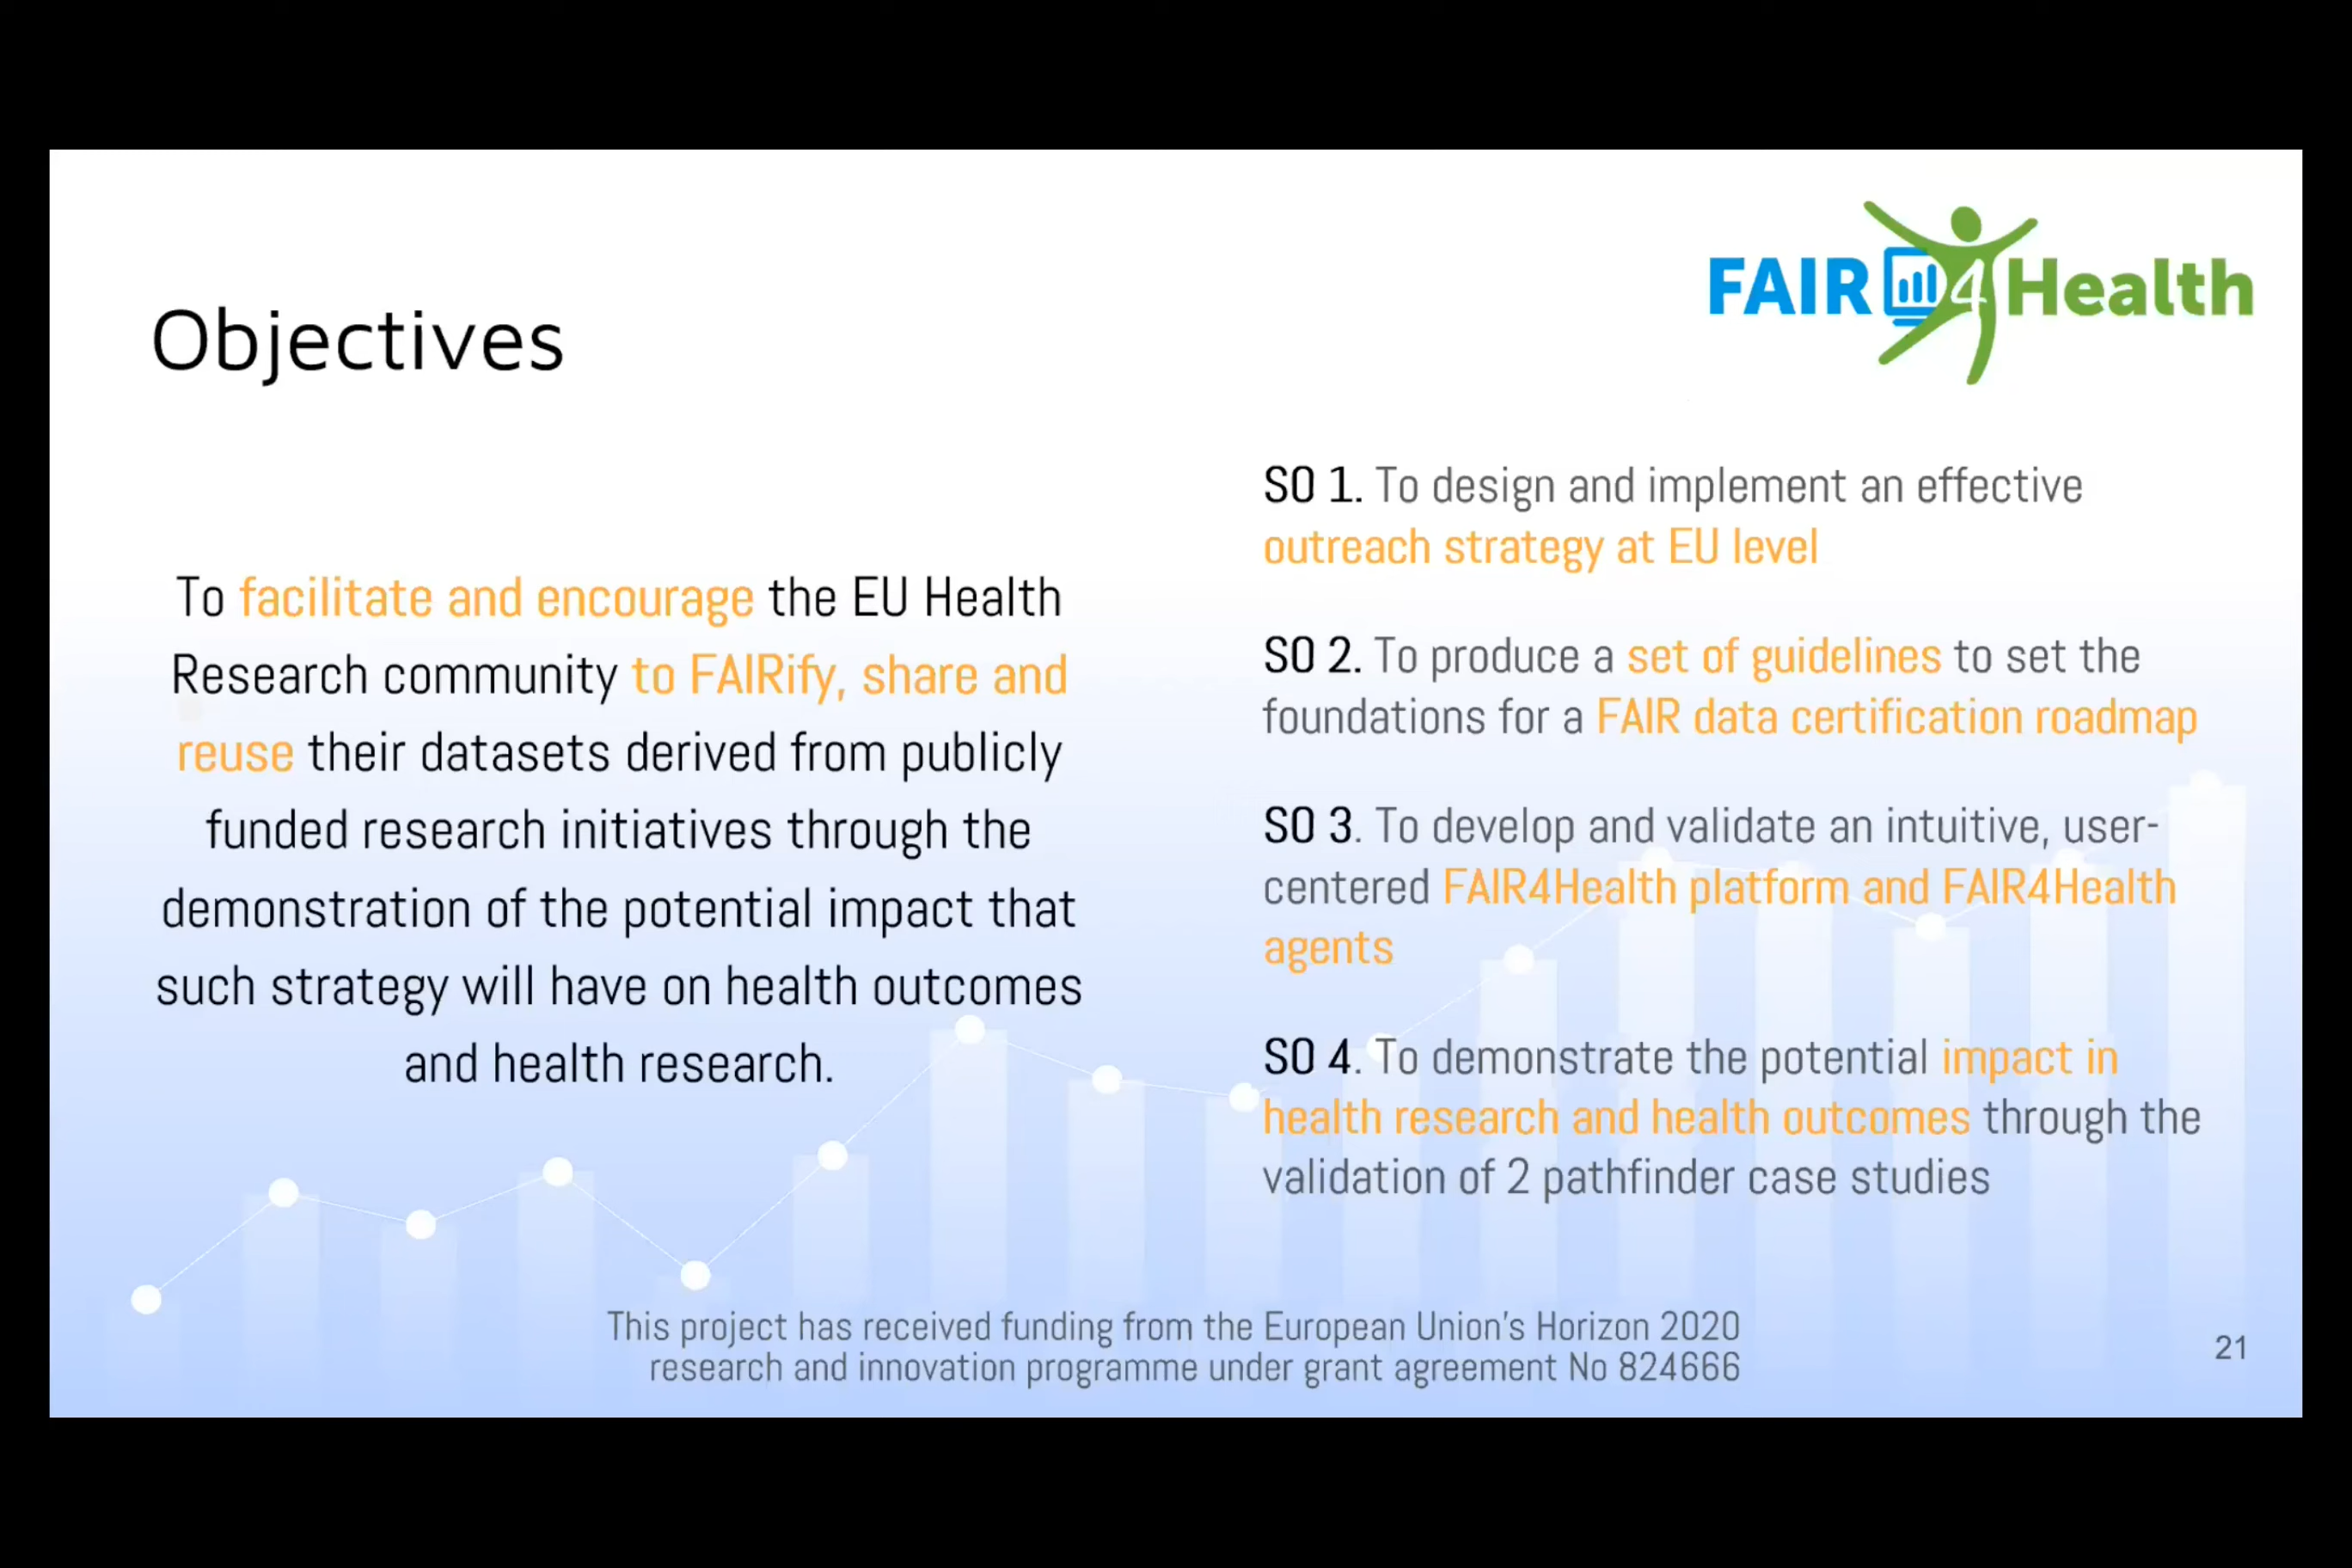 FAIR4Health
Objectives
To facilitate and encourage the EU Health
Research community to FAIRify, share and
reuse their datasets derived from publicly
funded research initiatives through the
demonstration of the potential impact that
such strategy will have on health outcomes
and health research.
SO 1. To design and implement an effective
outreach strategy at EU level
SO 2. To produce a set of guidelines to set the
foundations for a FAIR data certification roadmap
SO 3. To develop and validate an intuitive, user-
centered FAIR4Health platform and FAIR4Health
agents
SO 4. To demonstrate the potential impact in
health research and health outcomes through the
validation of 2 pathfinder case studies
This project has received funding from the European Union's Horizon 2020
research and innovation programme under grant agreement No 824666
21